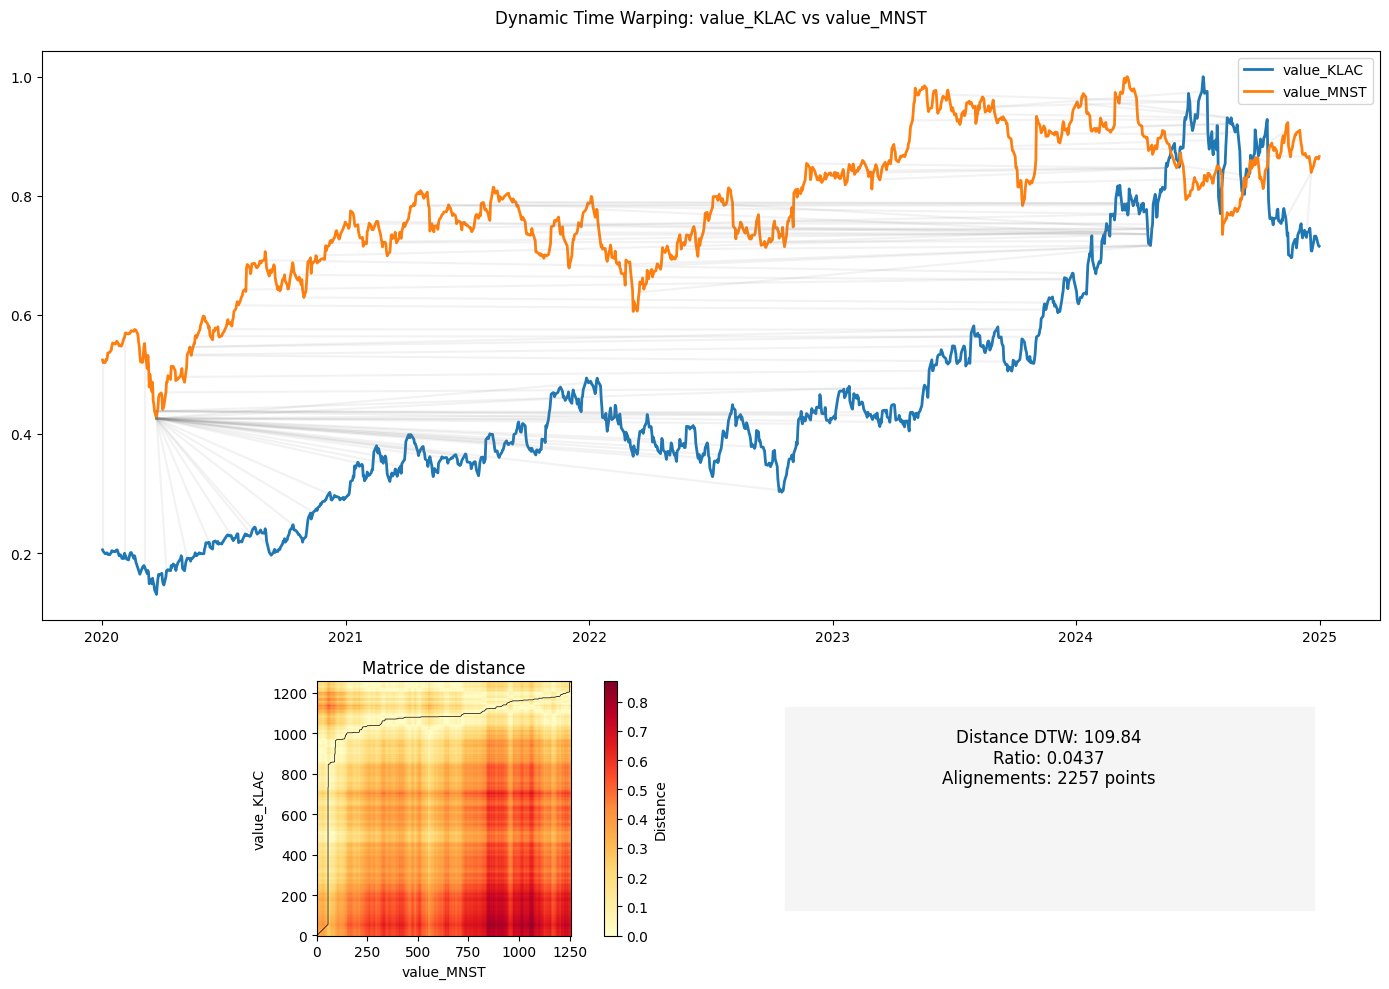 Dynamic Time Warping: value_KLAC vs value_MNST
value_KLAC
value_MNST
1.0
0.8
0.6
0.4
0.2
2020 2021 2022 2023 2024 2025
Matrice de distance
value_KLAC
1200
1000
800
600
400
200
0
0 250 500 750 1000 1250
value_MNST
0.8
0.7
0.6
0.5
0.4
0.3
0.2
0.1
0.0
Distance
Distance DTW: 109.84
Ratio: 0.0437
Alignements: 2257 points